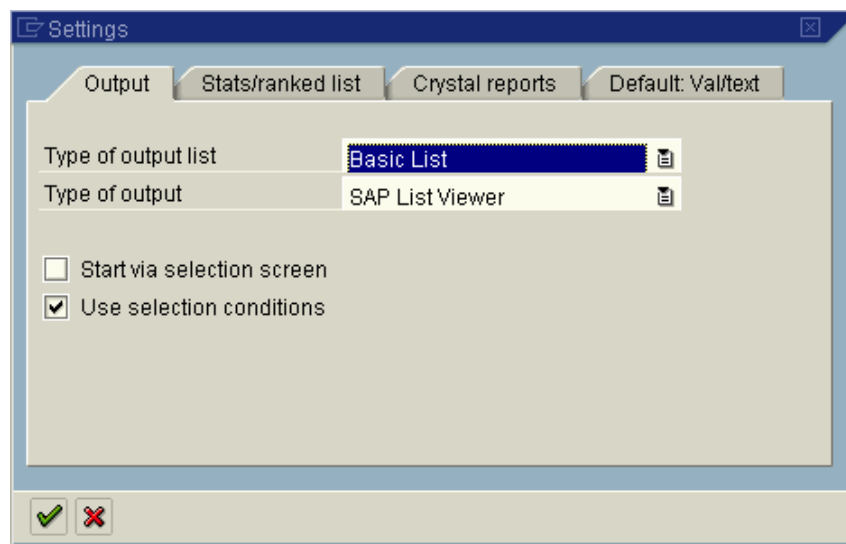 Settings
Output Stats/ranked list Crystal reports Default: Val/text
Type of output list Basic List
Type of output SAP List Viewer
Start via selection screen
Use selection conditions